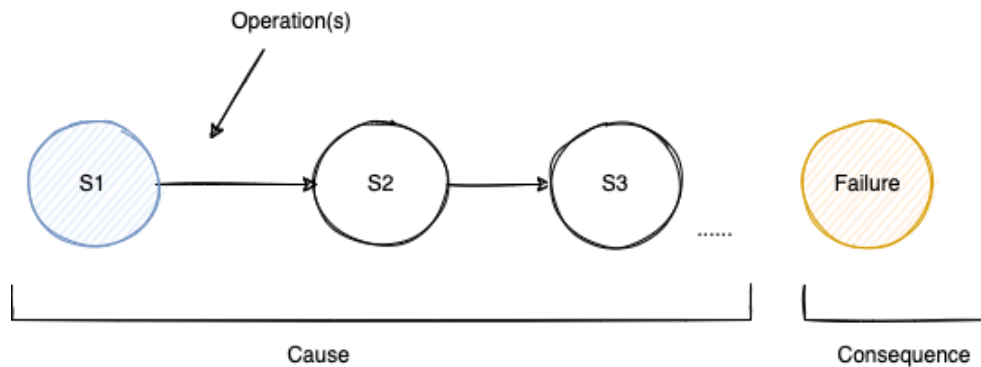 Operation(s)
S1
S2
S3
......
Failure
Cause
Consequence